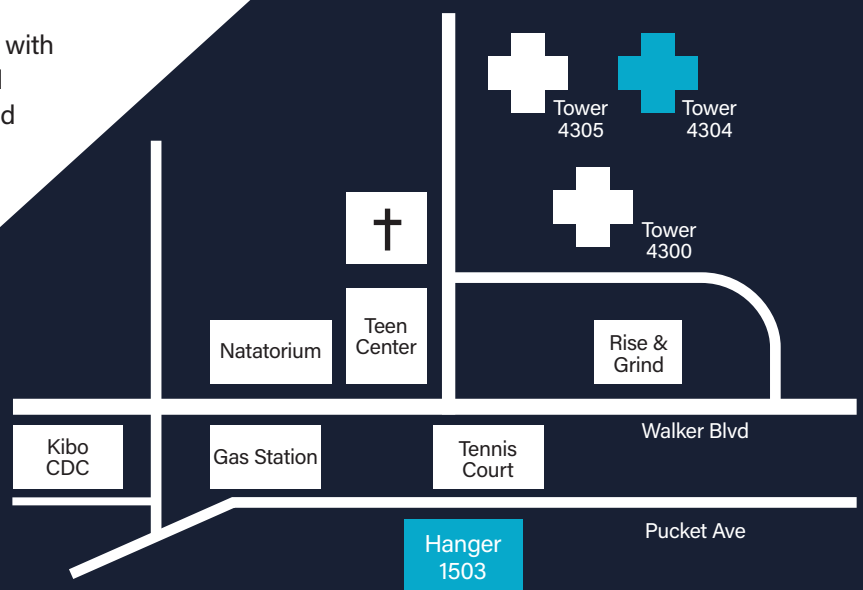 with
d
Tower
4305
Tower
4304
Tower
4300
Teen
Center
Natatorium
Rise &
Grind
Walker Blvd
Kibo
CDC
Gas Station
Tennis
Court
Pucket Ave
Hanger
1503